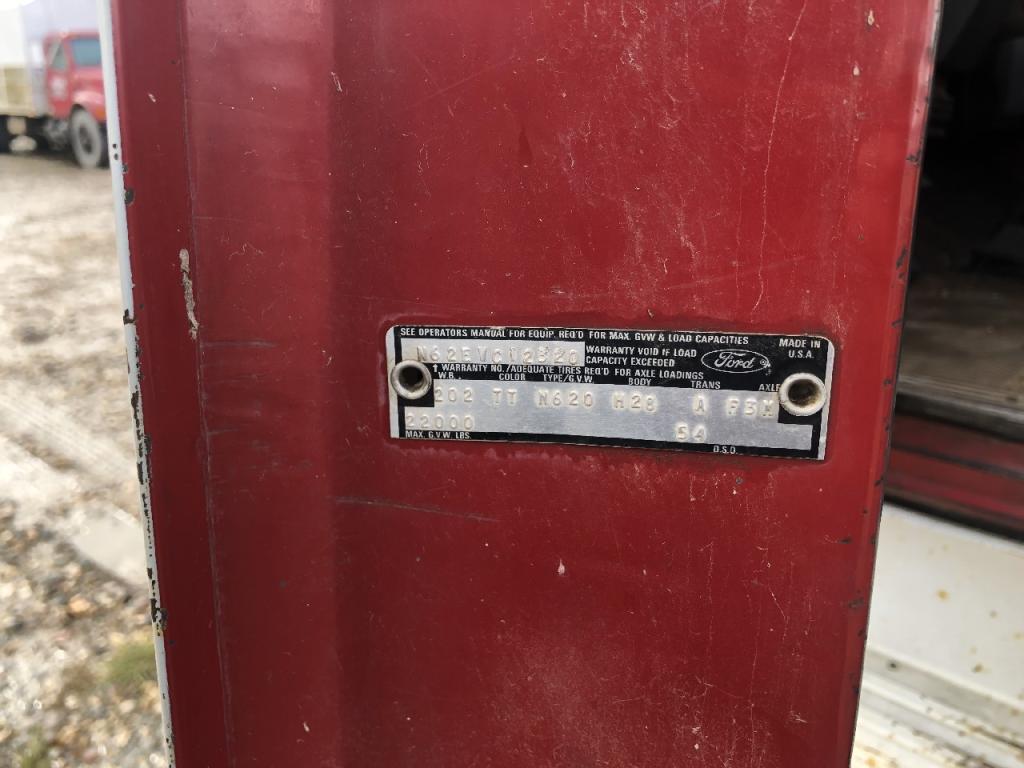 SEE OPERATORS MANUAL FOR EQUIP. REQ'D FOR MAX. GVW & LOAD CAPACITIES
MADE IN U.S.A.
WARRANTY VOID IF LOAD
CAPACITY EXCEEDED
Ford
† WARRANTY NO./ADEQUATE TIRES REQ'D FOR AXLE LOADINGS
W.B. COLOR TYPE/G.V.W. BODY TRANS AXLE
202 TT N620 H28 A F3H
22000 54
MAX. G.V.W. LBS. D.S.O.